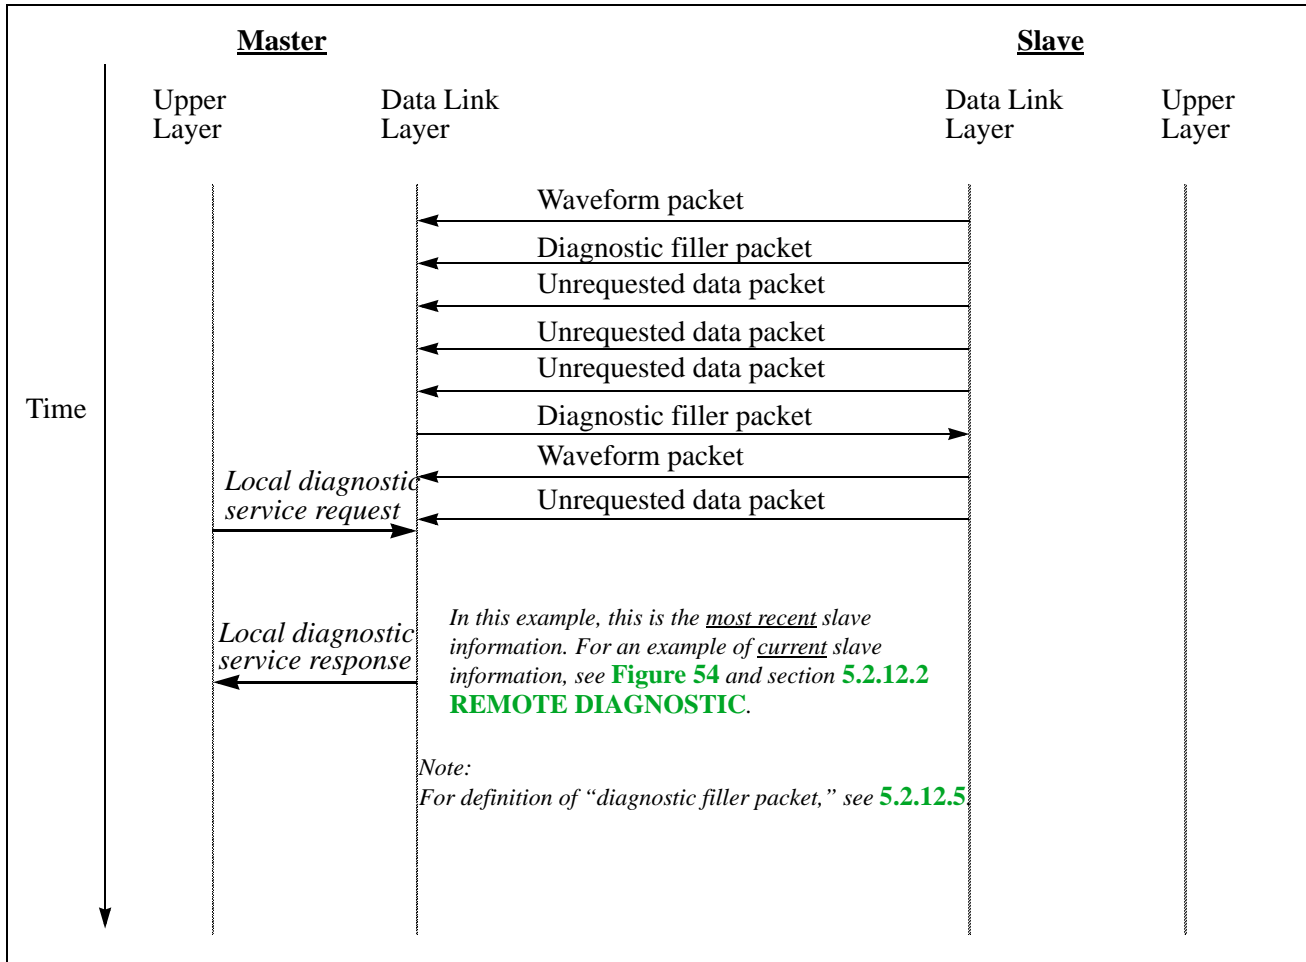 Master
Slave
Upper
Layer
Data Link
Layer
Data Link
Layer
Upper
Layer
Waveform packet
Diagnostic filler packet
Unrequested data packet
Unrequested data packet
Unrequested data packet
Time
Diagnostic filler packet
Waveform packet
Local diagnostic
service request
Unrequested data packet
Local diagnostic
service response
In this example, this is the most recent slave
information. For an example of current slave
information, see Figure 54 and section 5.2.12.2
REMOTE DIAGNOSTIC.
Note:
For definition of “diagnostic filler packet,” see 5.2.12.5.